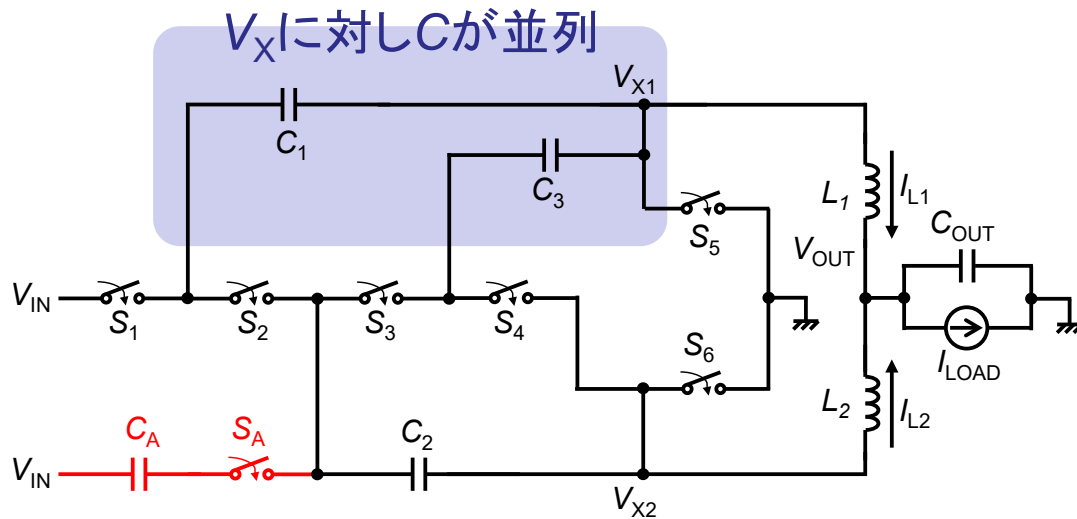 VXに対しCが並列
VX1
C1
C3
S5
L1
IL1
COUT
VOUT
VIN
S1
S2
S3
S4
S6
ILOAD
L2
IL2
CA
SA
C2
VIN
VX2